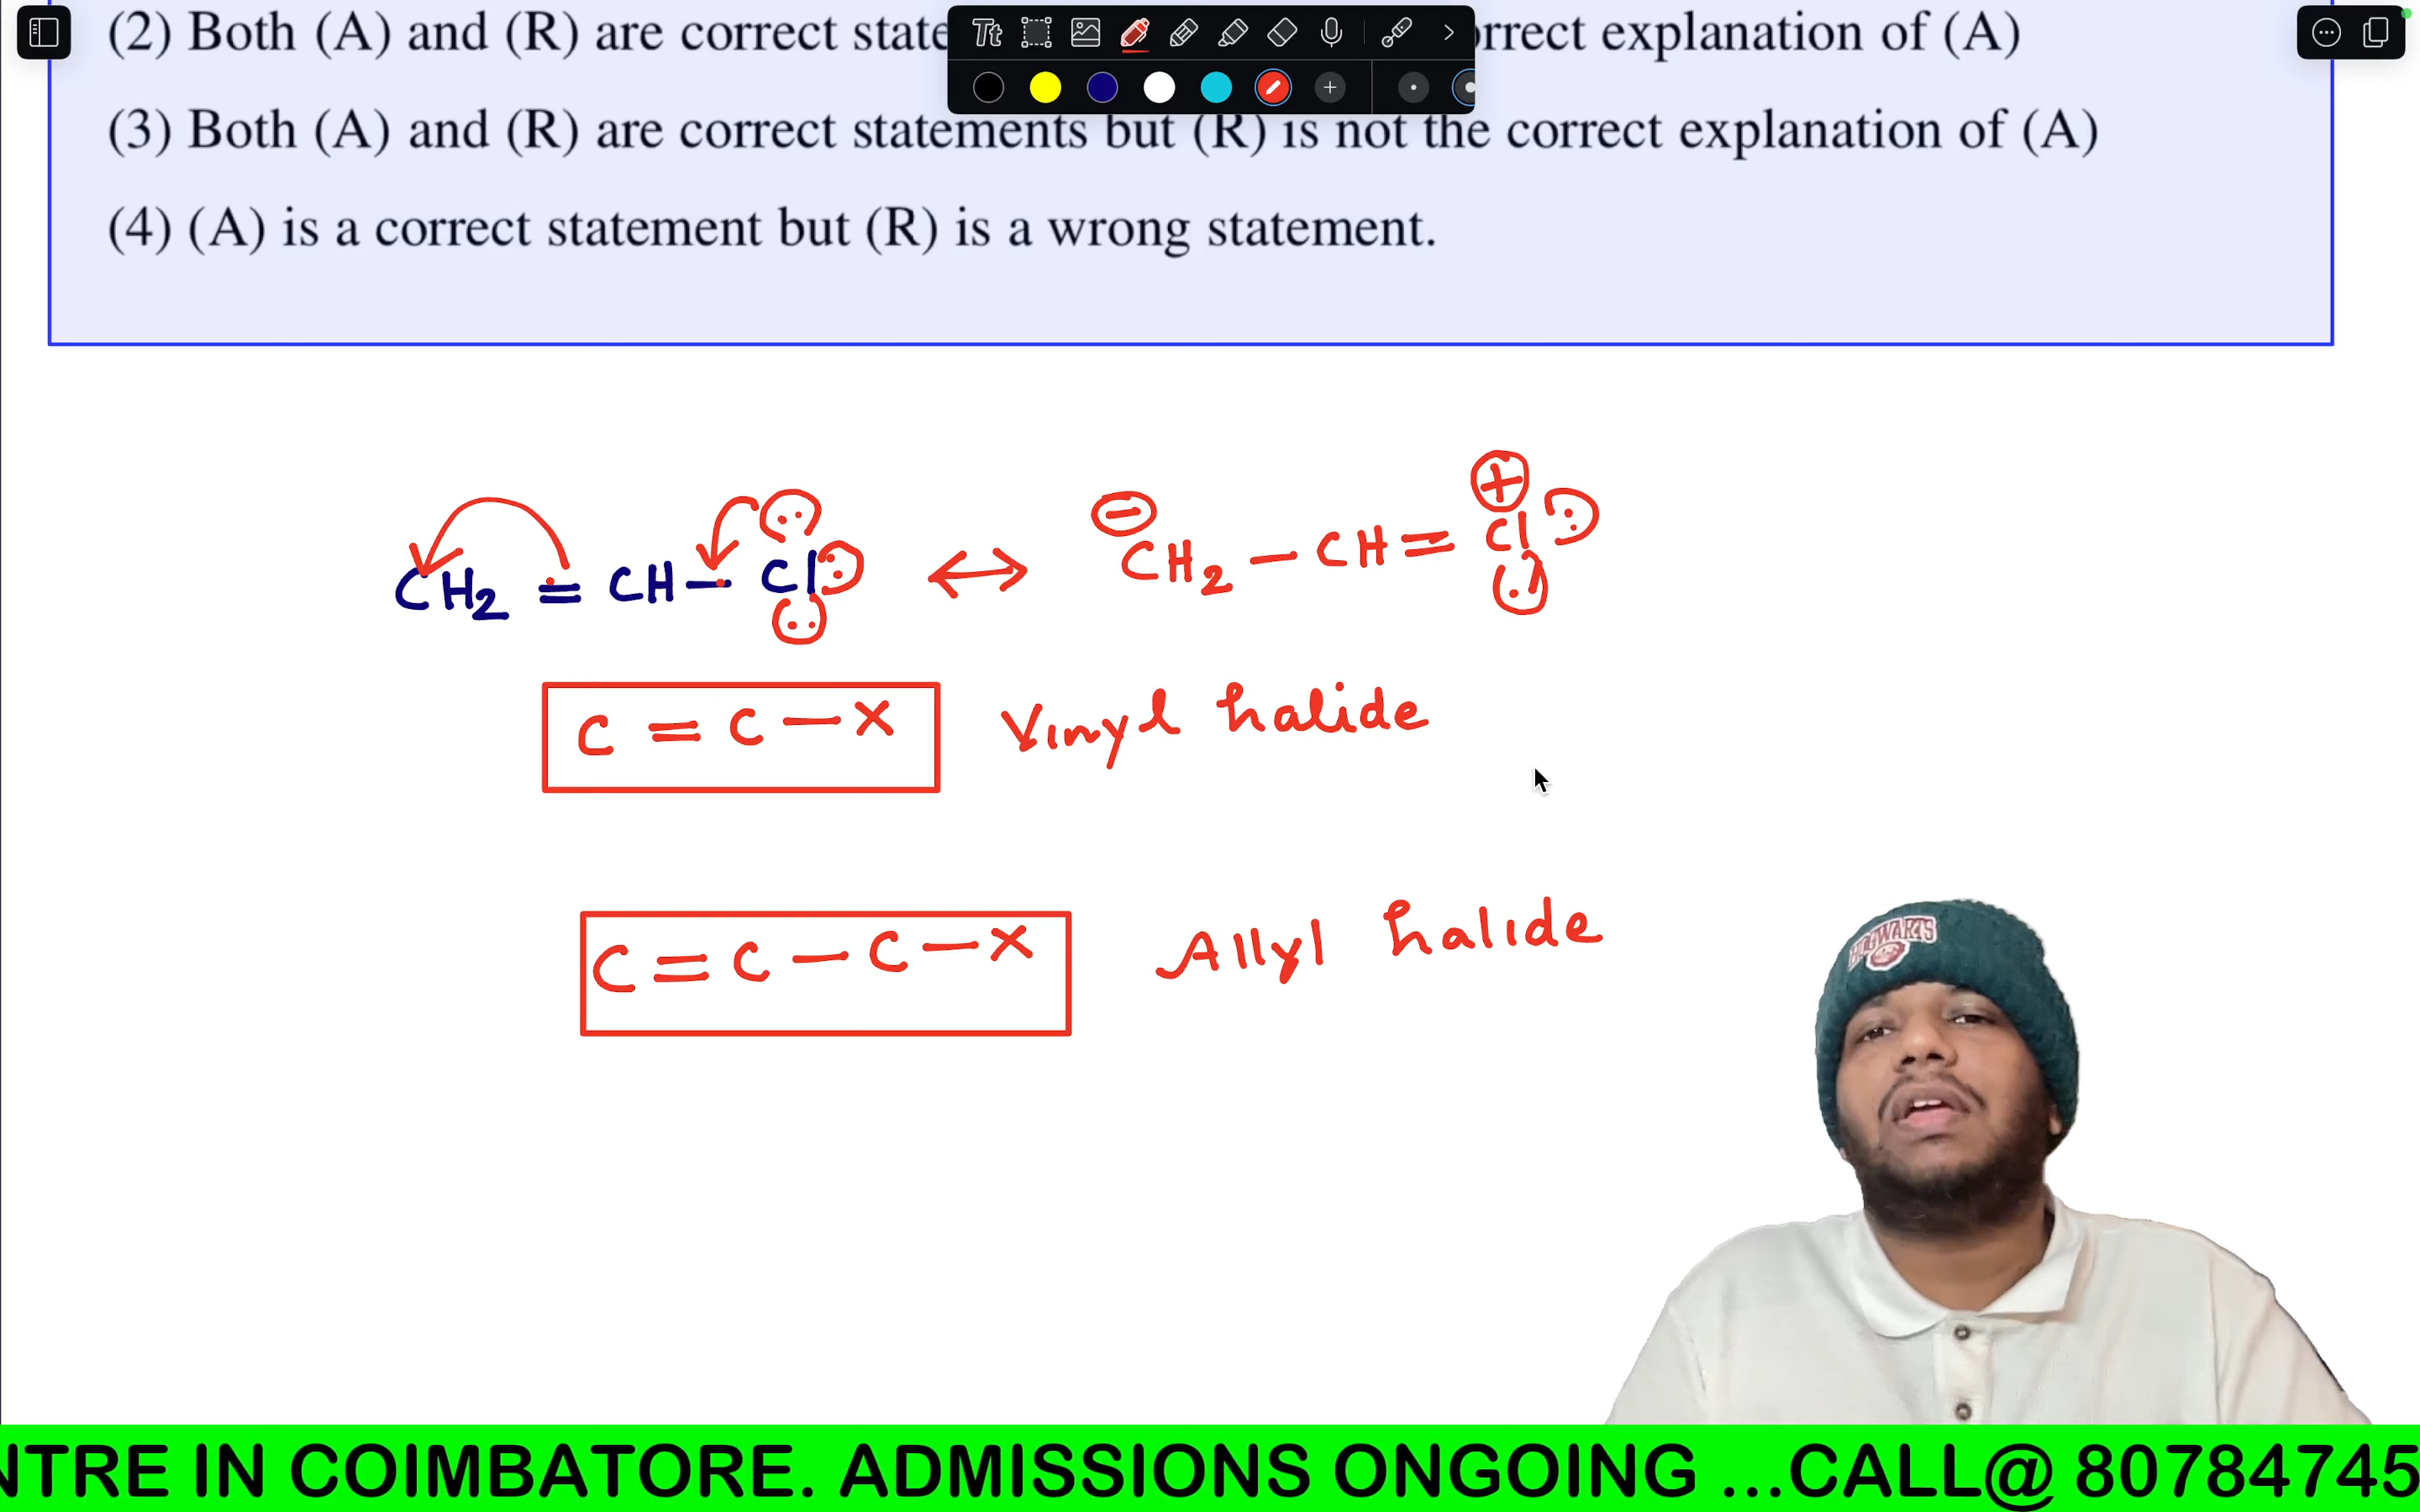 (2) Both (A) and (R) are correct state rrect explanation of (A)
Tt
(3) Both (A) and (R) are correct statements but (R) is not the correct explanation of (A)
(4) (A) is a correct statement but (R) is a wrong statement.
CH2 = CH – Cl ↔ ⊖CH2 – CH = Cl⊕
C = C – X Vinyl halide
C = C – C – X Allyl halide
HOGWARTS
NTRE IN COIMBATORE. ADMISSIONS ONGOING ...CALL@ 80784745